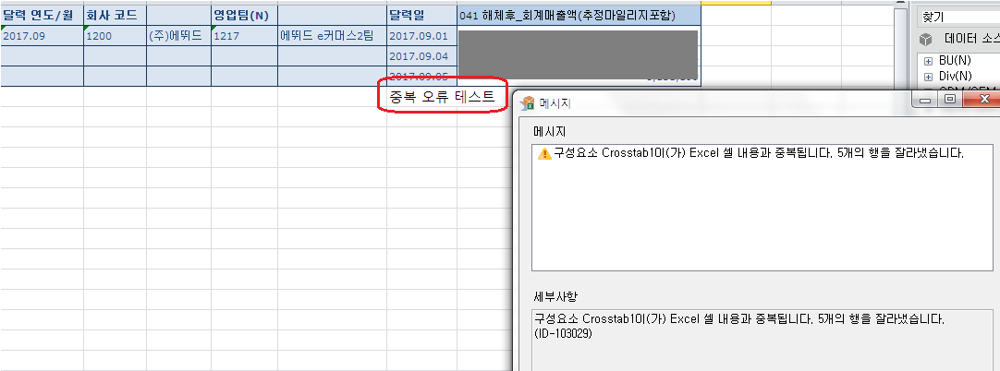 달력 연도/월 회사 코드 영업팀(N) 달력일 041 해체후_회계매출액(추정마일리지포함)
2017.09 1200 (주)에뛰드 1217 에뛰드 e커머스2팀 2017.09.01
2017.09.04
2017.09.05
중복 오류 테스트
찾기
데이터 소스
BU(N)
Div(N)
메시지
메시지
구성요소 Crosstab1이(가) Excel 셀 내용과 중복됩니다. 5개의 행을 잘라냈습니다.
세부사항
구성요소 Crosstab1이(가) Excel 셀 내용과 중복됩니다. 5개의 행을 잘라냈습니다.
(ID-103029)